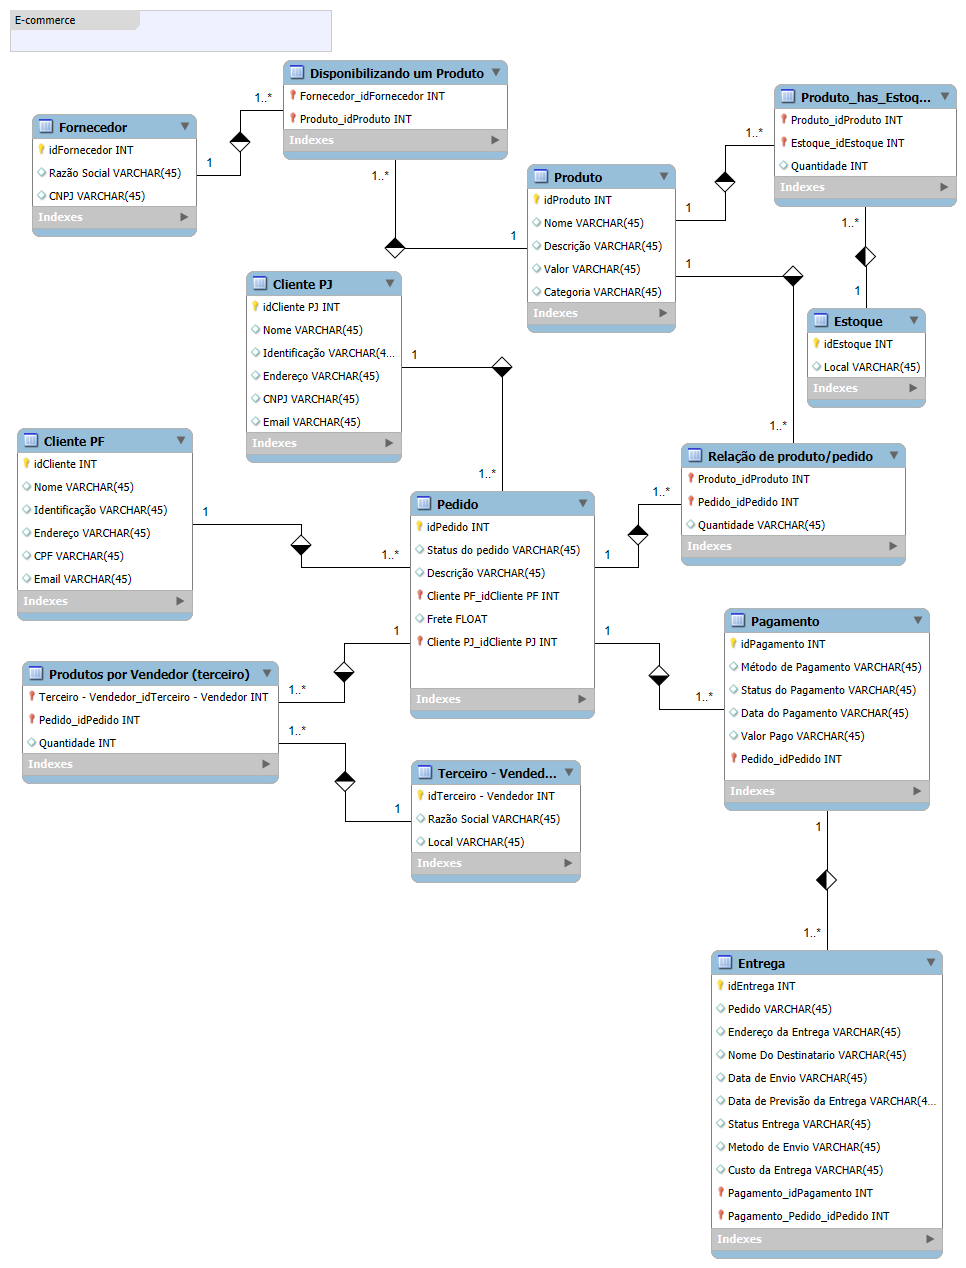 E-commerce
Disponibilizando um Produto
Fornecedor_idFornecedor INT
Produto_idProduto INT
Indexes
1..*
1..*
Fornecedor
idFornecedor INT
Razão Social VARCHAR(45)
CNPJ VARCHAR(45)
Indexes
1
Produto_has_Estoq...
Produto_idProduto INT
Estoque_idEstoque INT
Quantidade INT
Indexes
1..*
1..*
Produto
idProduto INT
Nome VARCHAR(45)
Descrição VARCHAR(45)
Valor VARCHAR(45)
Categoria VARCHAR(45)
Indexes
1
1
1
Cliente PJ
idCliente PJ INT
Nome VARCHAR(45)
Identificação VARCHAR(4...
Endereço VARCHAR(45)
CNPJ VARCHAR(45)
Email VARCHAR(45)
Indexes
1
1
Estoque
idEstoque INT
Local VARCHAR(45)
Indexes
Cliente PF
idCliente INT
Nome VARCHAR(45)
Identificação VARCHAR(45)
Endereço VARCHAR(45)
CPF VARCHAR(45)
Email VARCHAR(45)
Indexes
1
1..*
Relação de produto/pedido
Produto_idProduto INT
Pedido_idPedido INT
Quantidade VARCHAR(45)
Indexes
1..*
1..*
1..*
Pedido
idPedido INT
Status do pedido VARCHAR(45)
Descrição VARCHAR(45)
Cliente PF_idCliente PF INT
Frete FLOAT
Cliente PJ_idCliente PJ INT
Indexes
1
1
1
Pagamento
idPagamento INT
Método de Pagamento VARCHAR(45)
Status do Pagamento VARCHAR(45)
Data do Pagamento VARCHAR(45)
Valor Pago VARCHAR(45)
Pedido_idPedido INT
Indexes
1..*
1
Produtos por Vendedor (terceiro)
Terceiro - Vendedor_idTerceiro - Vendedor INT
Pedido_idPedido INT
Quantidade INT
Indexes
1..*
1..*
1
Terceiro - Vended...
idTerceiro - Vendedor INT
Razão Social VARCHAR(45)
Local VARCHAR(45)
Indexes
1..*
Entrega
idEntrega INT
Pedido VARCHAR(45)
Endereço da Entrega VARCHAR(45)
Nome Do Destinatario VARCHAR(45)
Data de Envio VARCHAR(45)
Data de Previsão da Entrega VARCHAR(4...
Status Entrega VARCHAR(45)
Metodo de Envio VARCHAR(45)
Custo da Entrega VARCHAR(45)
Pagamento_idPagamento INT
Pagamento_Pedido_idPedido INT
Indexes